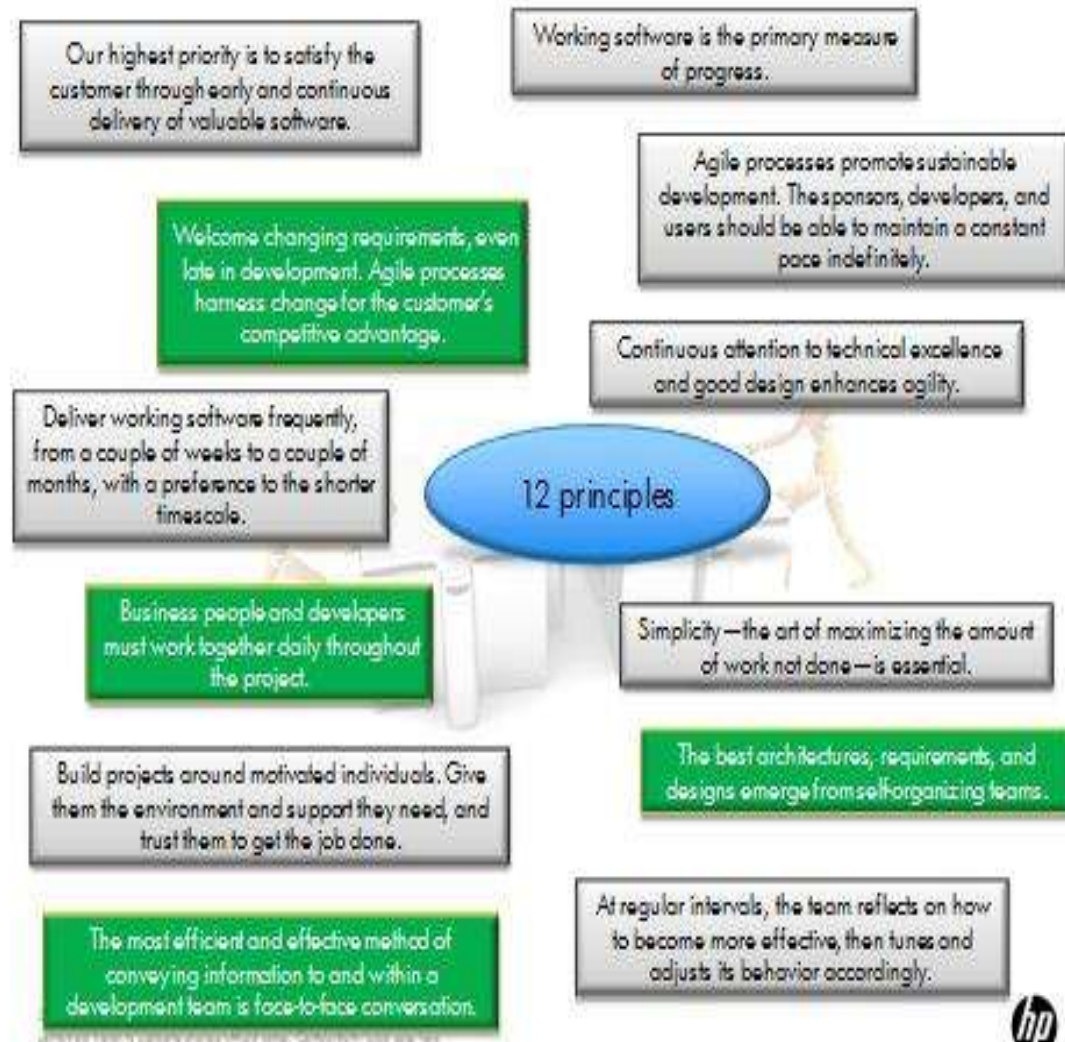 Our highest priority is to satisfy the
customer through early and continuous
delivery of valuable software.
Welcome changing requirements, even
late in development. Agile processes
harness change for the customer's
competitive advantage.
Deliver working software frequently,
from a couple of weeks to a couple of
months, with a preference to the shorter
timescale.
Business people and developers
must work together daily throughout
the project.
Build projects around motivated individuals. Give
them the environment and support they need, and
trust them to get the job done.
The most efficient and effective method of
conveying information to and within a
development team is face-to-face conversation.
12 principles
Working software is the primary measure
of progress.
Agile processes promote sustainable
development. The sponsors, developers, and
users should be able to maintain a constant
pace indefinitely.
Continuous attention to technical excellence
and good design enhances agility.
Simplicity—the art of maximizing the amount
of work not done—is essential.
The best architectures, requirements, and
designs emerge from self-organizing teams.
At regular intervals, the team reflects on how
to become more effective, then tunes and
adjusts its behavior accordingly.
hp